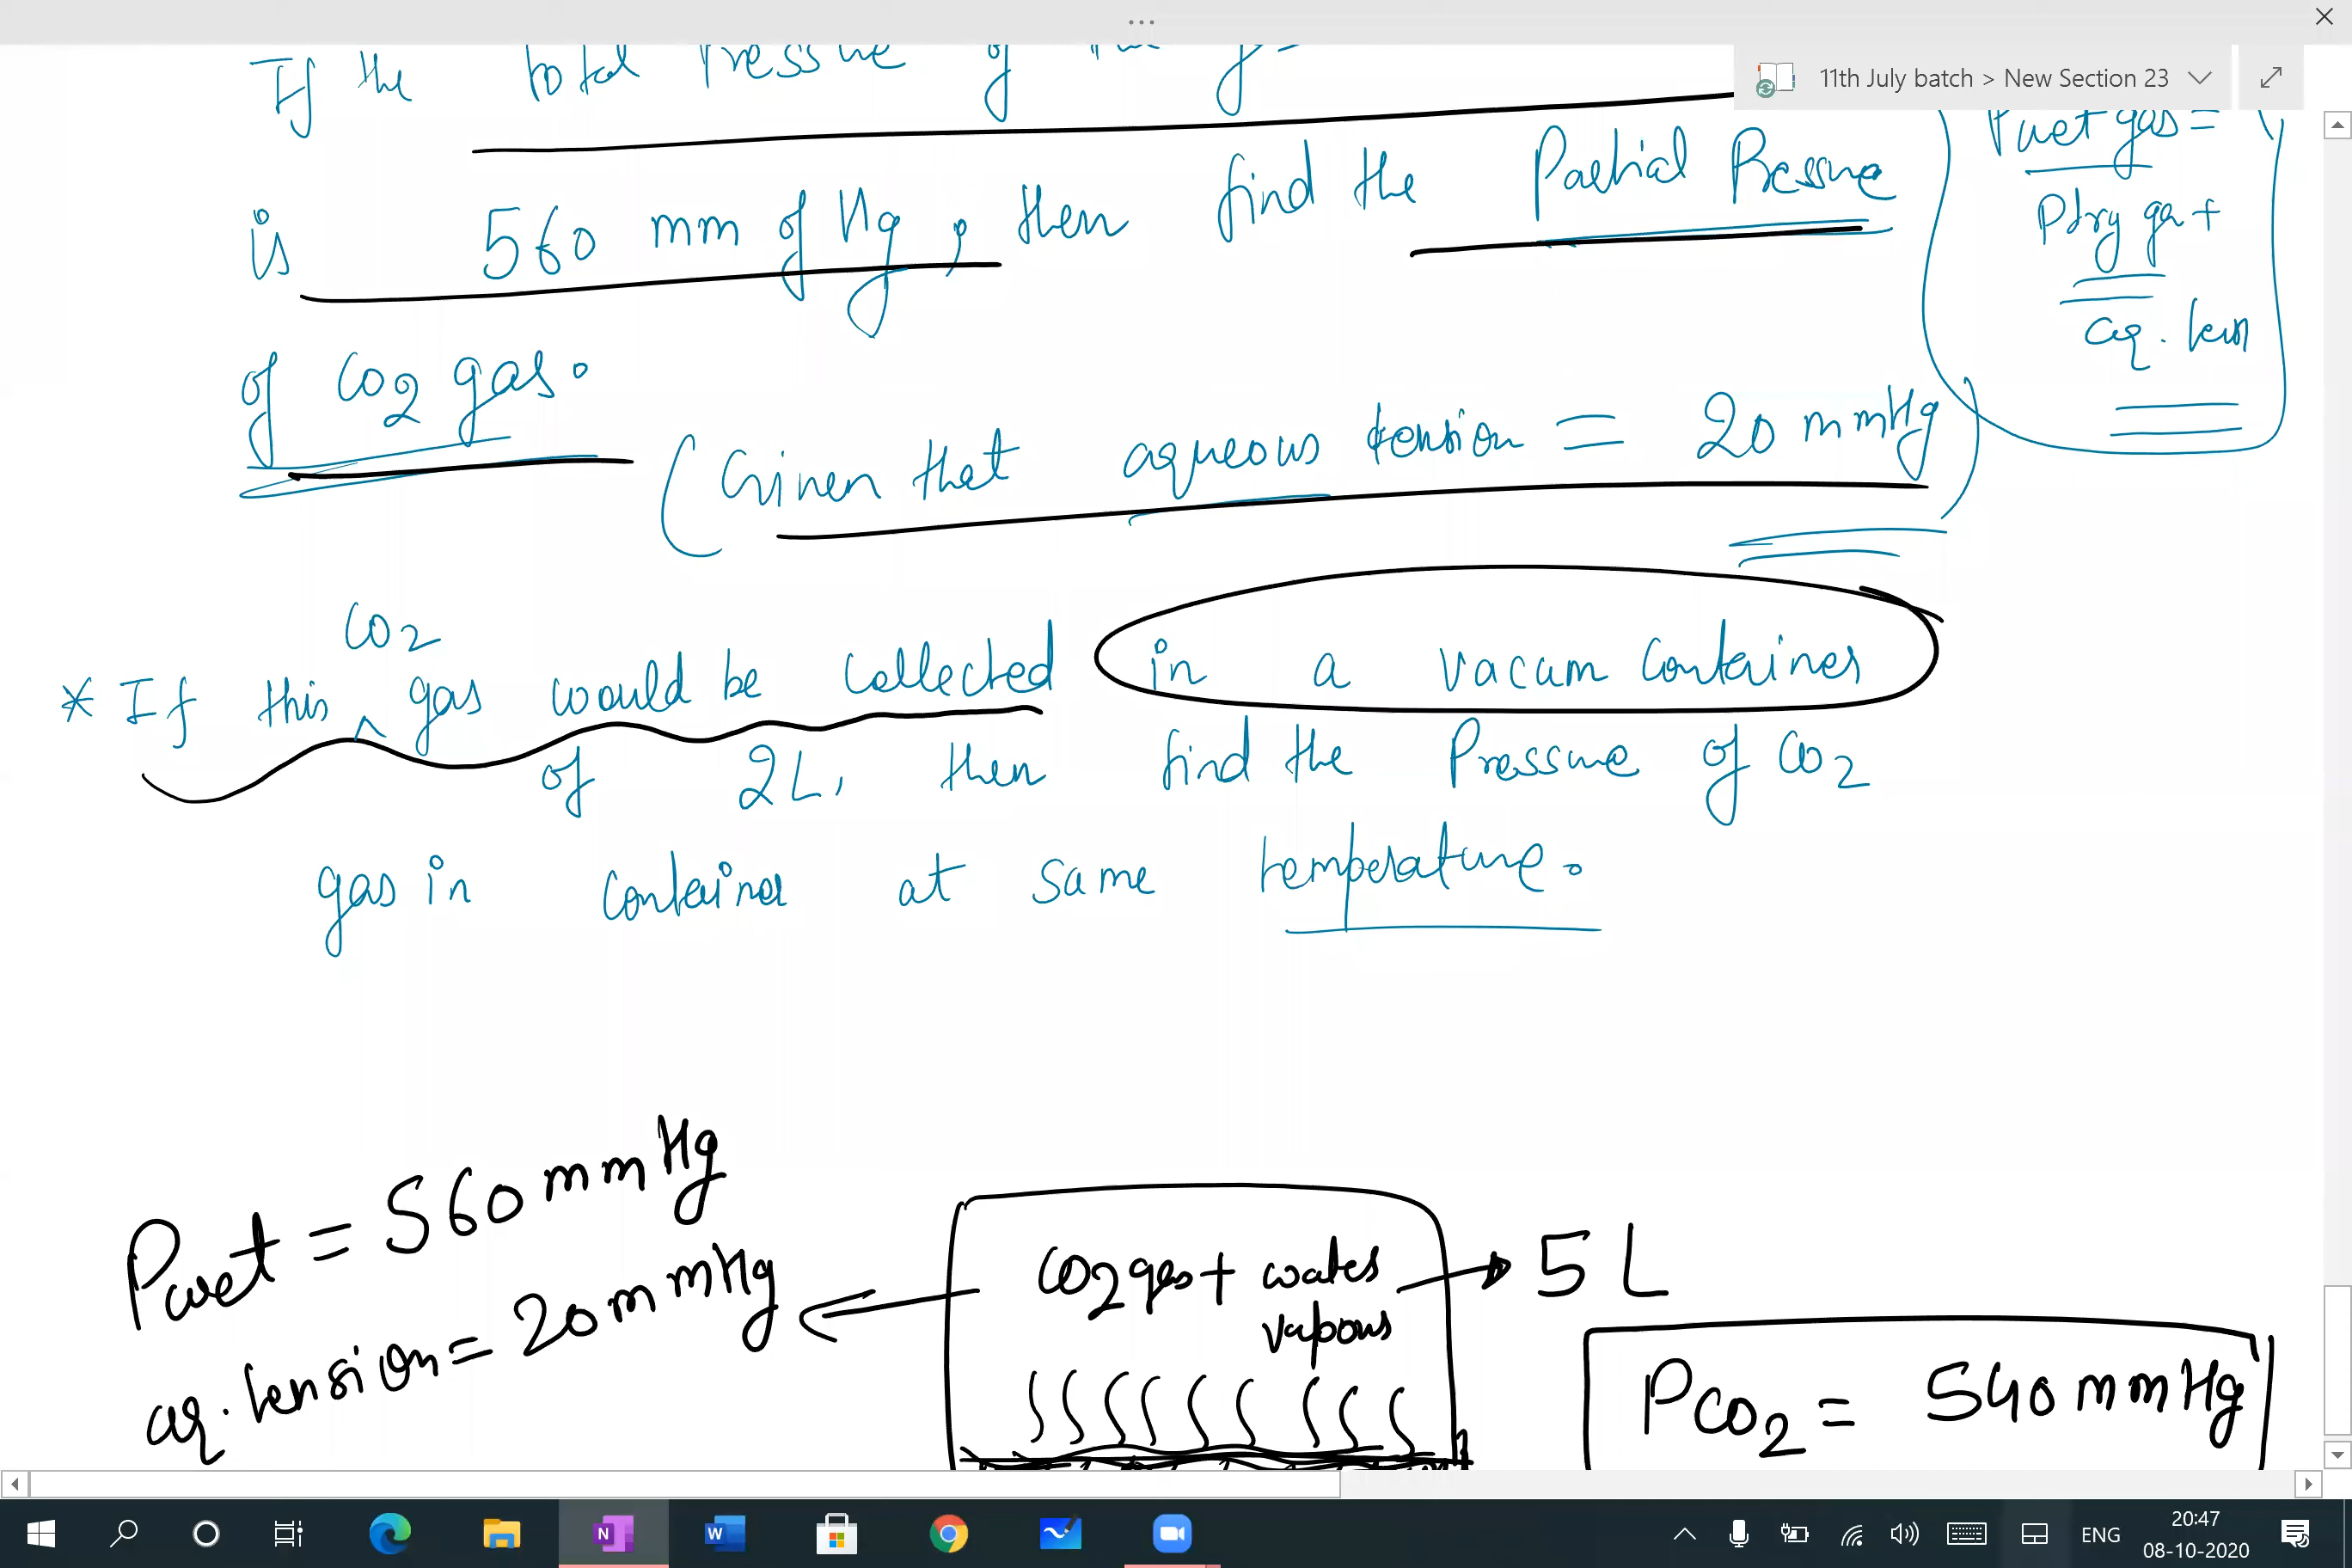 11th July batch > New Section 23
If the total Pressure of the
is 560 mm of Hg, then find the Partial Pressure
of CO2 gas.
(Given that aqueous tension = 20 mmHg)
Pwet gas =
Pdry gas +
aq. tem
CO2
* If this ^ gas would be collected in a vacum Container
of 2L, then find the Pressure of CO2
gas in Container at same temperature.
Pwet = 560 mmHg
aq. tension = 20 mmHg
CO2 gas + water
vapours
5 L
PCO2 = 540 mmHg
ENG
20:47
08-10-2020